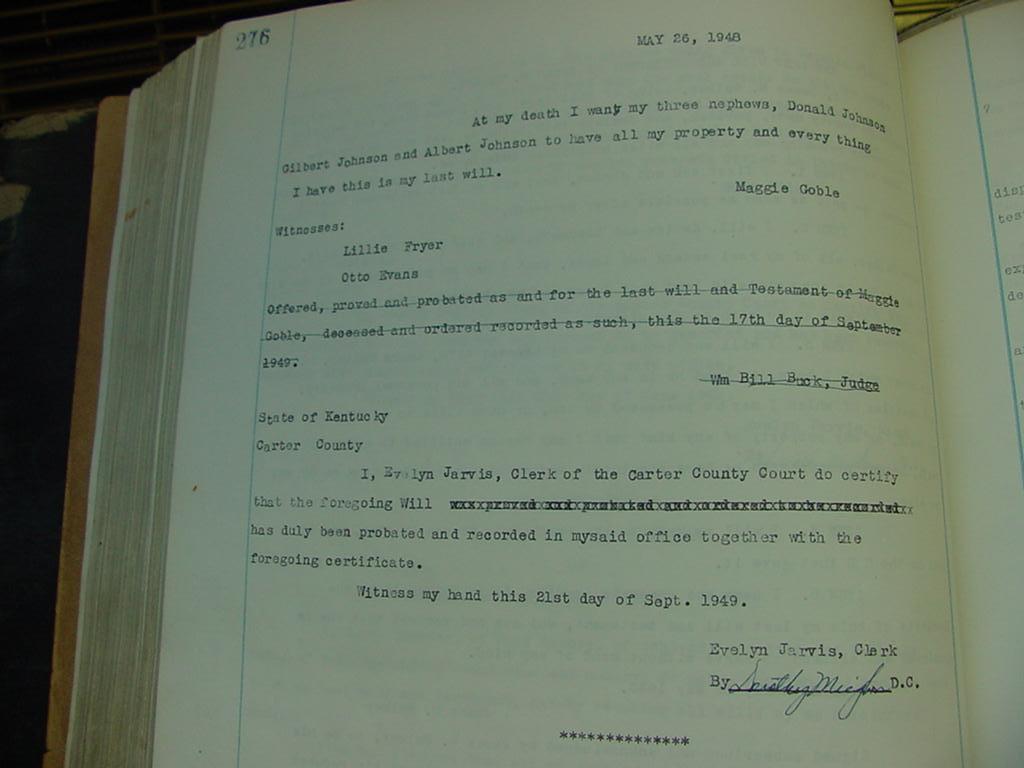 276
MAY 26, 1948
At my death I want my three nephews, Donald Johnson
Gilbert Johnson and Albert Johnson to have all my property and every thing
I have this is my last will.
Maggie Goble
Witnesses:
Lillie Fryer
Otto Evans
Offered, proved and probated as and for the last will and Testament of Maggie
Goble, deceased and ordered recorded as such, this the 17th day of September
1949.
Wm Bill Buck, Judge
State of Kentucky
Carter County
I, Evelyn Jarvis, Clerk of the Carter County Court do certify
that the foregoing Will
has duly been probated and recorded in mysaid office together with the
foregoing certificate.
Witness my hand this 21st day of Sept. 1949.
Evelyn Jarvis, Clerk
By Dorothy D.C.
**************